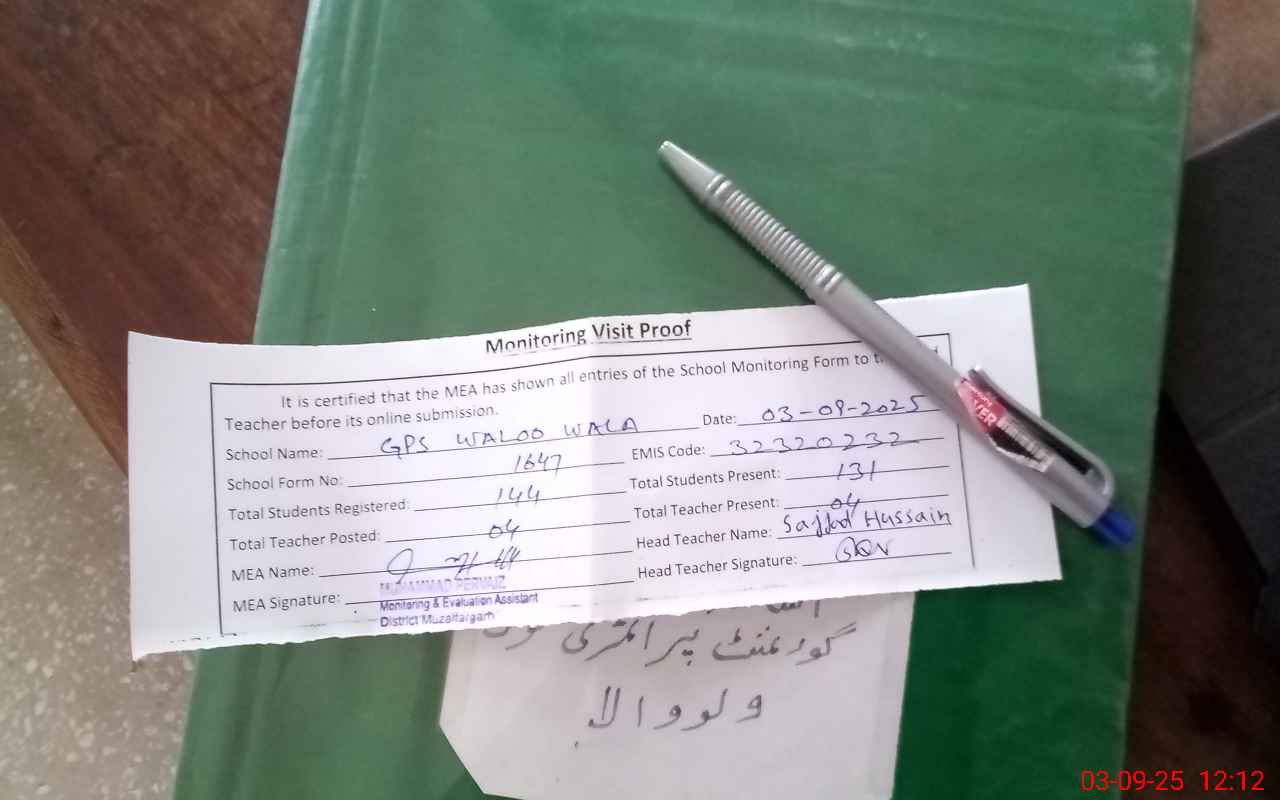 Monitoring Visit Proof
It is certified that the MEA has shown all entries of the School Monitoring Form to
Teacher before its online submission.
School Name: GPS WALOO WALA Date: 03-09-2025
School Form No: 1647 EMIS Code: 32320232
Total Students Registered: 144 Total Students Present: 131
Total Teacher Posted: 04 Total Teacher Present: 04
MEA Name: Head Teacher Name: Sajjad Hussain
MEA Signature: Head Teacher Signature:
MUHAMMAD PERVAIZ
Monitoring & Evaluation Assistant
District Muzaffargarh
گورنمنٹ پرائمری
ولووالا
03-09-25 12:12